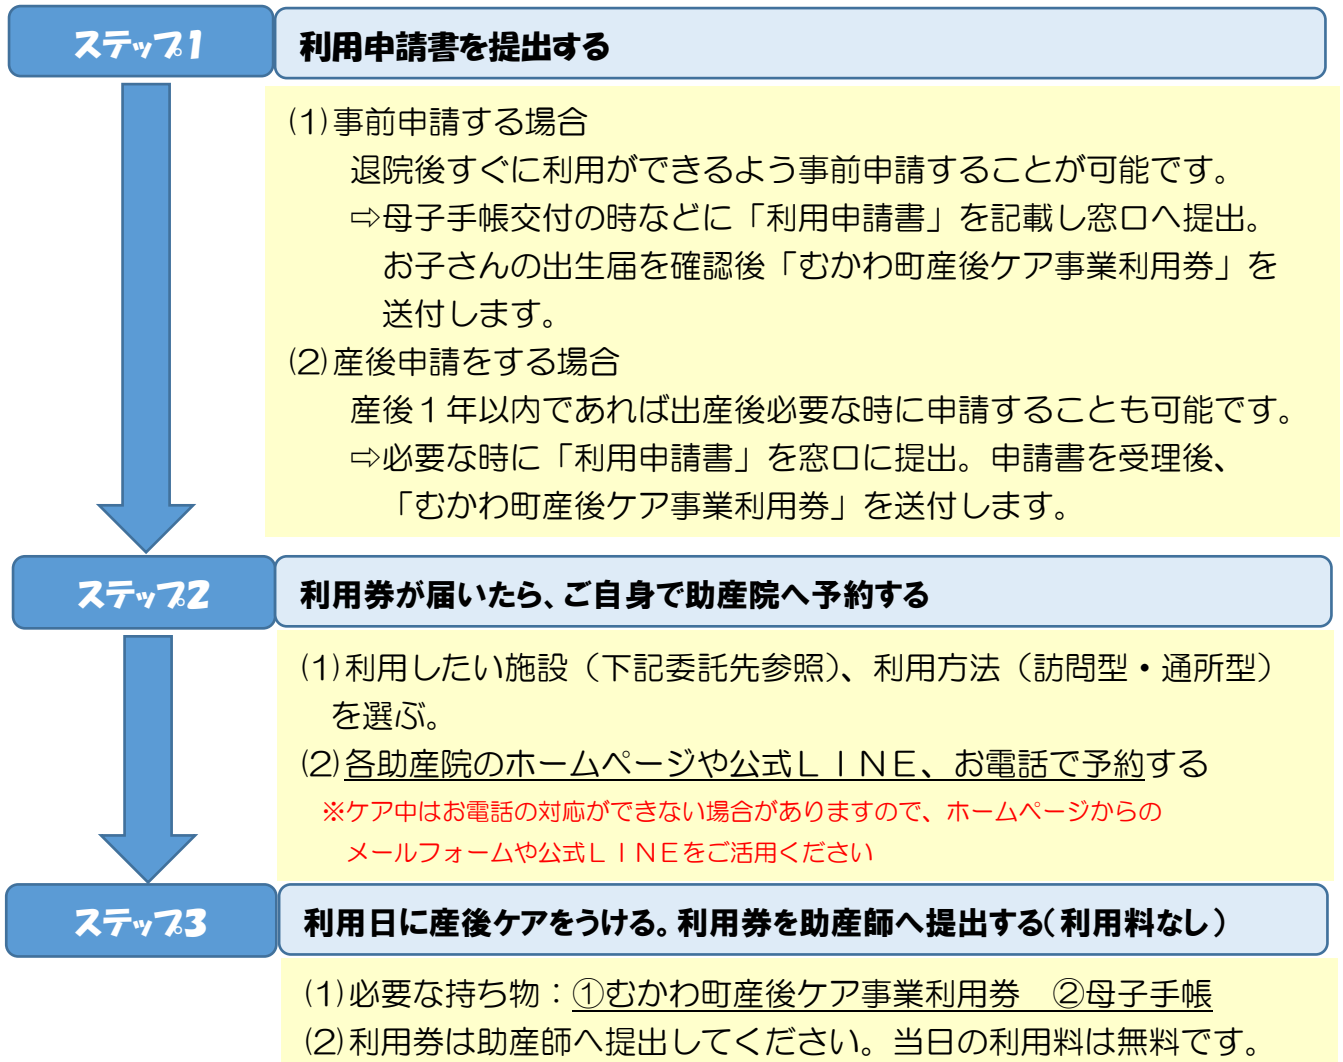 ステップ1
利用申請書を提出する
(1)事前申請する場合
退院後すぐに利用ができるよう事前申請することが可能です。
⇨母子手帳交付の時などに「利用申請書」を記載し窓口へ提出。
お子さんの出生届を確認後「むかわ町産後ケア事業利用券」を
送付します。
(2)産後申請をする場合
産後1年以内であれば出産後必要な時に申請することも可能です。
⇨必要な時に「利用申請書」を窓口に提出。申請書を受理後、
「むかわ町産後ケア事業利用券」を送付します。
ステップ2
利用券が届いたら、ご自身で助産院へ予約する
(1)利用したい施設（下記委託先参照）、利用方法（訪問型・通所型）
を選ぶ。
(2)各助産院のホームページや公式ＬＩＮＥ、お電話で予約する
※ケア中はお電話の対応ができない場合がありますので、ホームページからの
メールフォームや公式ＬＩＮＥをご活用ください
ステップ3
利用日に産後ケアをうける。利用券を助産師へ提出する（利用料なし）
(1)必要な持ち物：①むかわ町産後ケア事業利用券　②母子手帳
(2)利用券は助産師へ提出してください。当日の利用料は無料です。